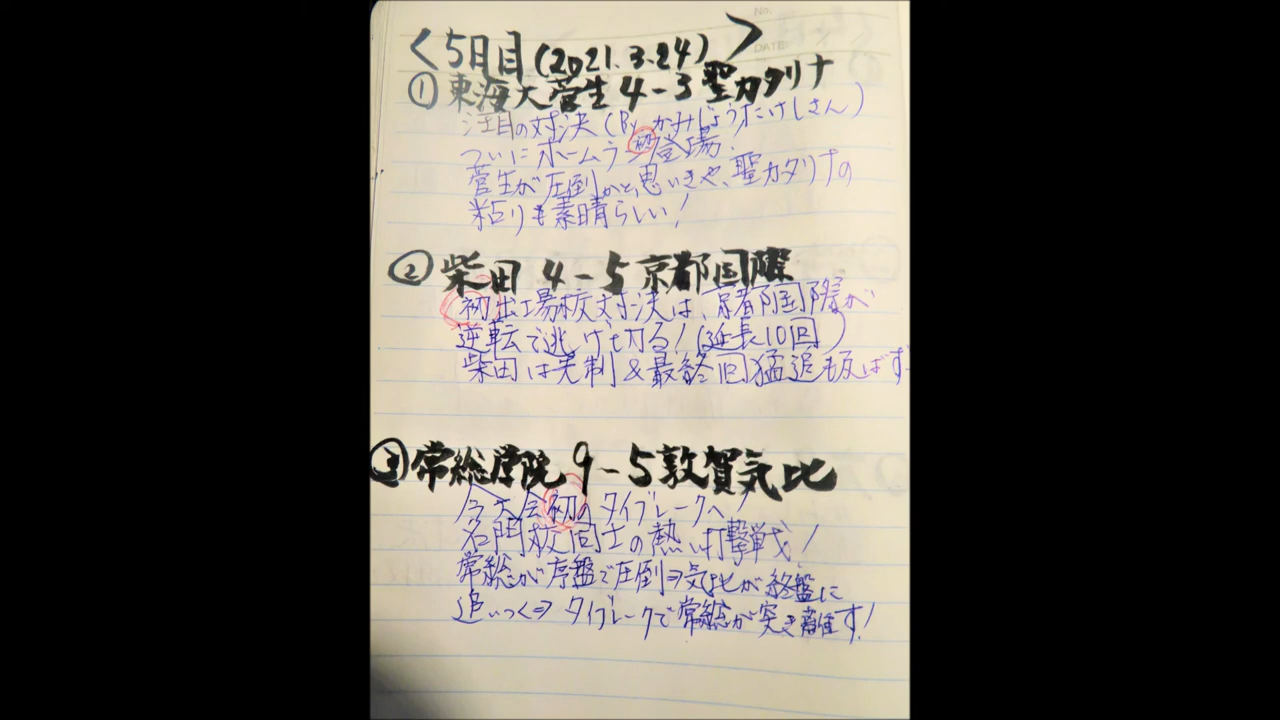 <5日目(2021.3.24)>
①東海大菅生 4-3 聖カタリナ
注目の対決(By かみじょうたけしさん)
ついにホームラン初登場!
菅生が圧倒かと思いきや、聖カタリナの
粘りも素晴らしい!
②柴田 4-5 京都国際
初出場校対決は、京都国際が
逆転で逃げ切る!(延長10回)
柴田は先制&最終回猛追も及ばず
③常総学院 9-5 敦賀気比
今大会初のタイブレークへ!
名門校同士の熱い打撃戦!
常総が序盤で圧倒⇒気比が終盤に
追いつく⇒タイブレークで常総が突き離す!
NO.
DATE